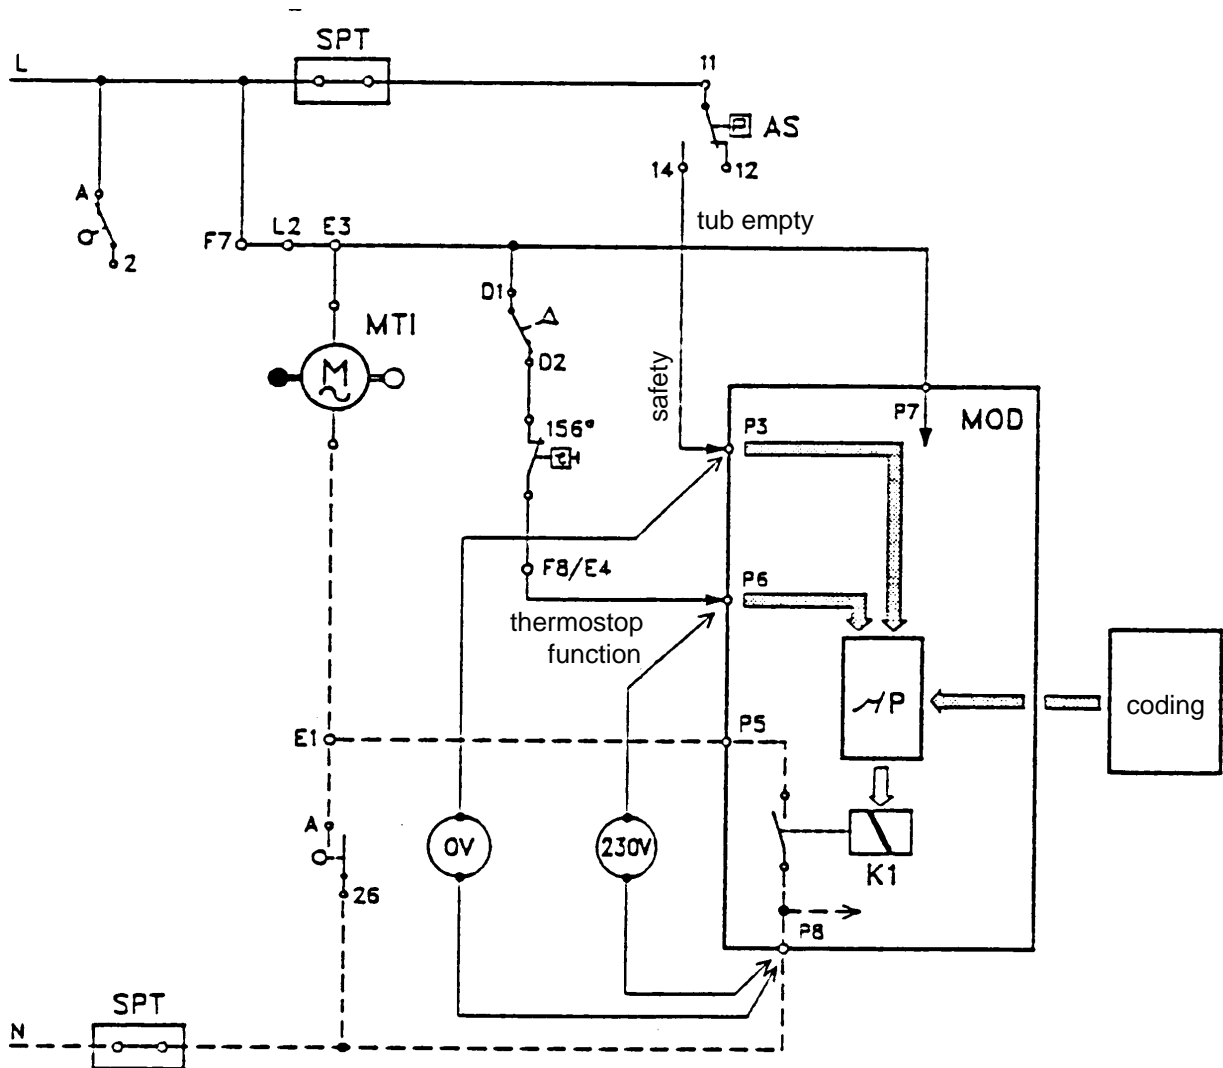 SPT
L
11
AS
14
12
A
tub empty
F7
L2
E3
2
D1
MTI
M
D2
safety
P7
MOD
156°
P3
F8/E4
P6
thermostop
function
μP
coding
E1
P5
A
0V
230V
K1
26
P8
SPT
N